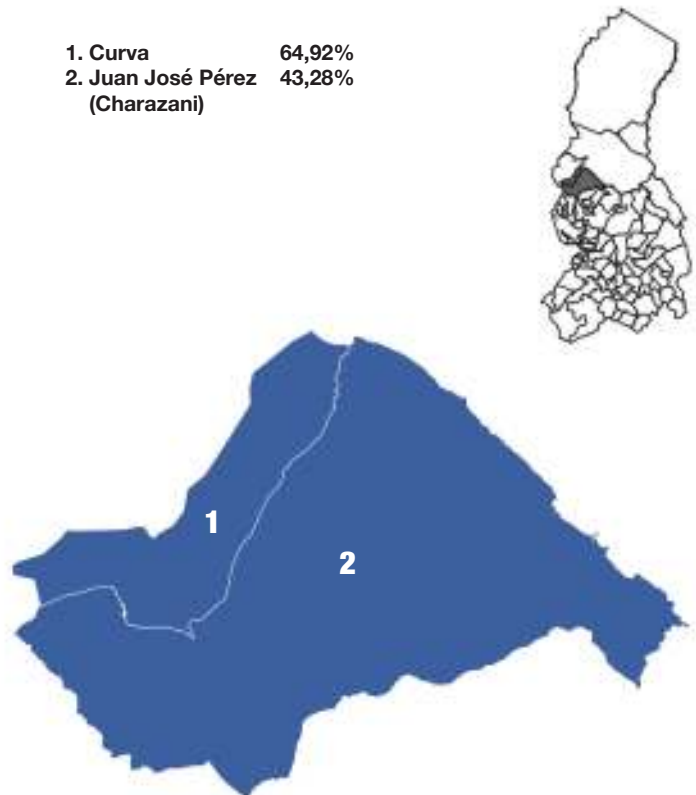 1. Curva 64,92%
2. Juan José Pérez 43,28%
(Charazani)
1
2